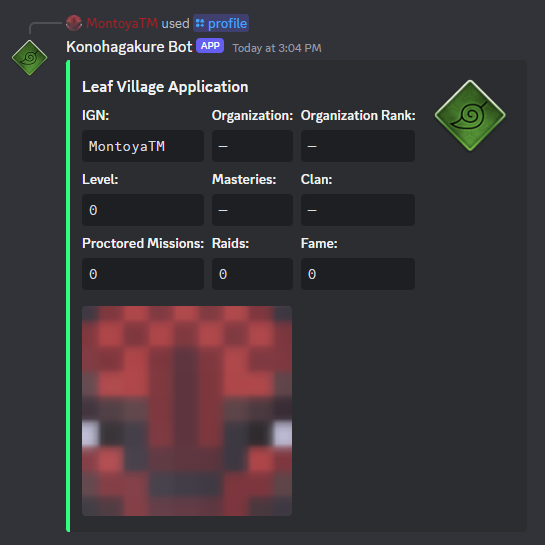 MontoyaTM used profile
Konohagakure Bot APP Today at 3:04 PM
Leaf Village Application
IGN: Organization: Organization Rank:
MontoyaTM — —
Level: Masteries: Clan:
0 — —
Proctored Missions: Raids: Fame:
0 0 0